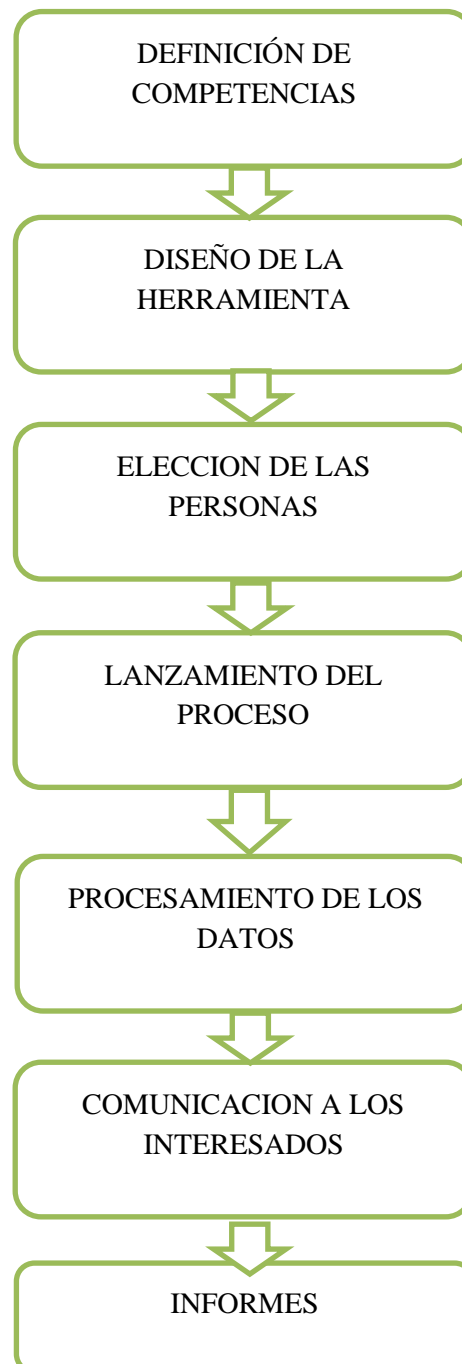 DEFINICIÓN DE
COMPETENCIAS
DISEÑO DE LA
HERRAMIENTA
ELECCION DE LAS
PERSONAS
LANZAMIENTO DEL
PROCESO
PROCESAMIENTO DE LOS
DATOS
COMUNICACION A LOS
INTERESADOS
INFORMES